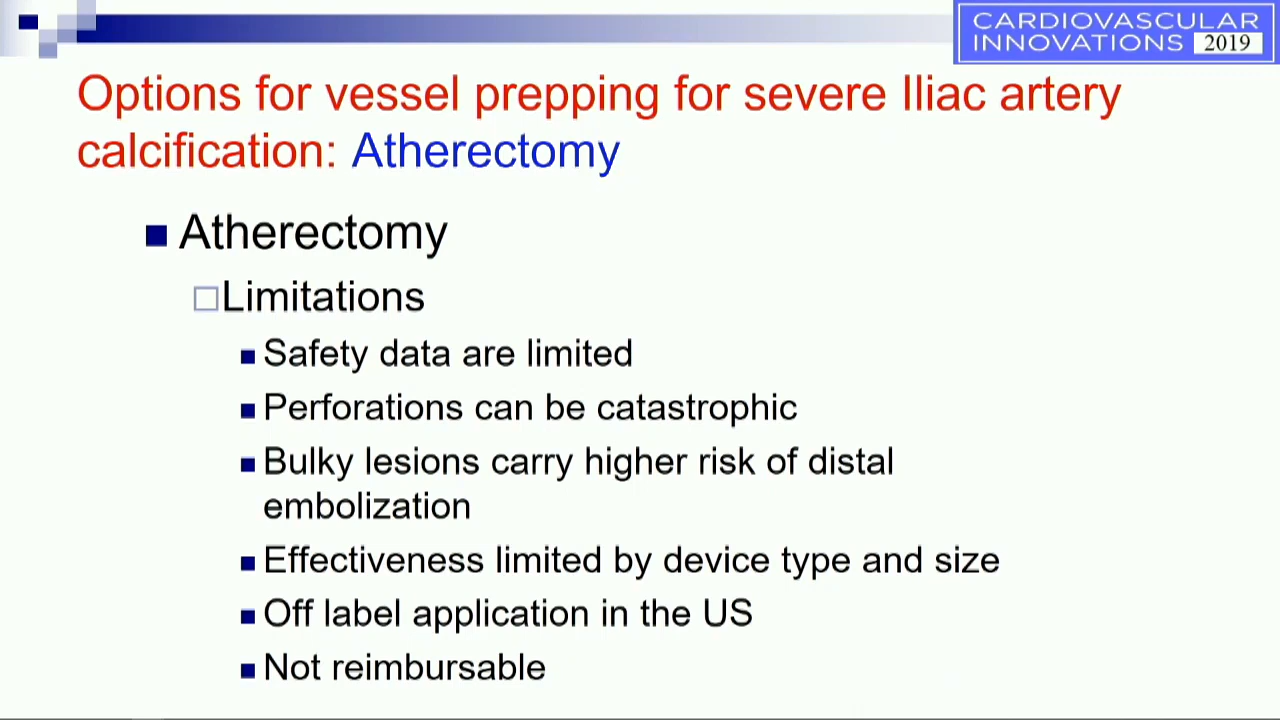 CARDIOVASCULAR
INNOVATIONS 2019
Options for vessel prepping for severe Iliac artery
calcification: Atherectomy
Atherectomy
Limitations
Safety data are limited
Perforations can be catastrophic
Bulky lesions carry higher risk of distal
embolization
Effectiveness limited by device type and size
Off label application in the US
Not reimbursable